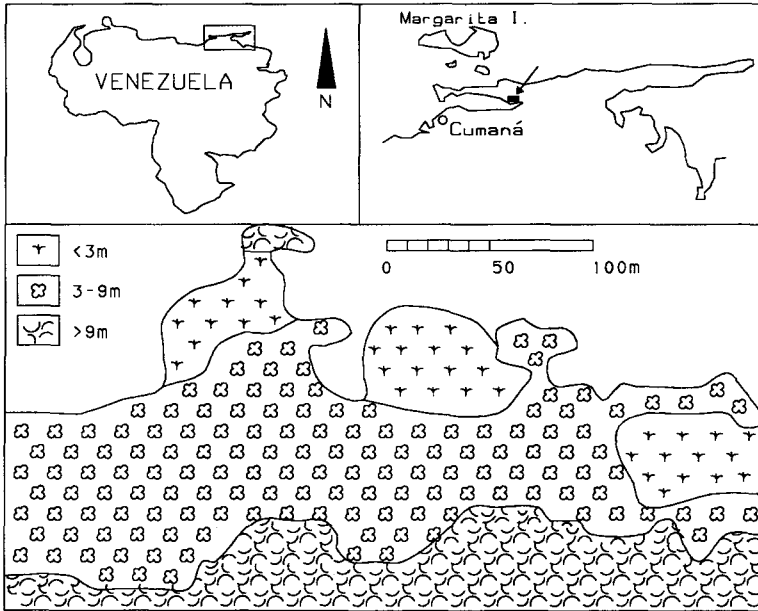 VENEZUELA
N
Margarita I.
Cumaná
<3m
3-9m
>9m
0 50 100m